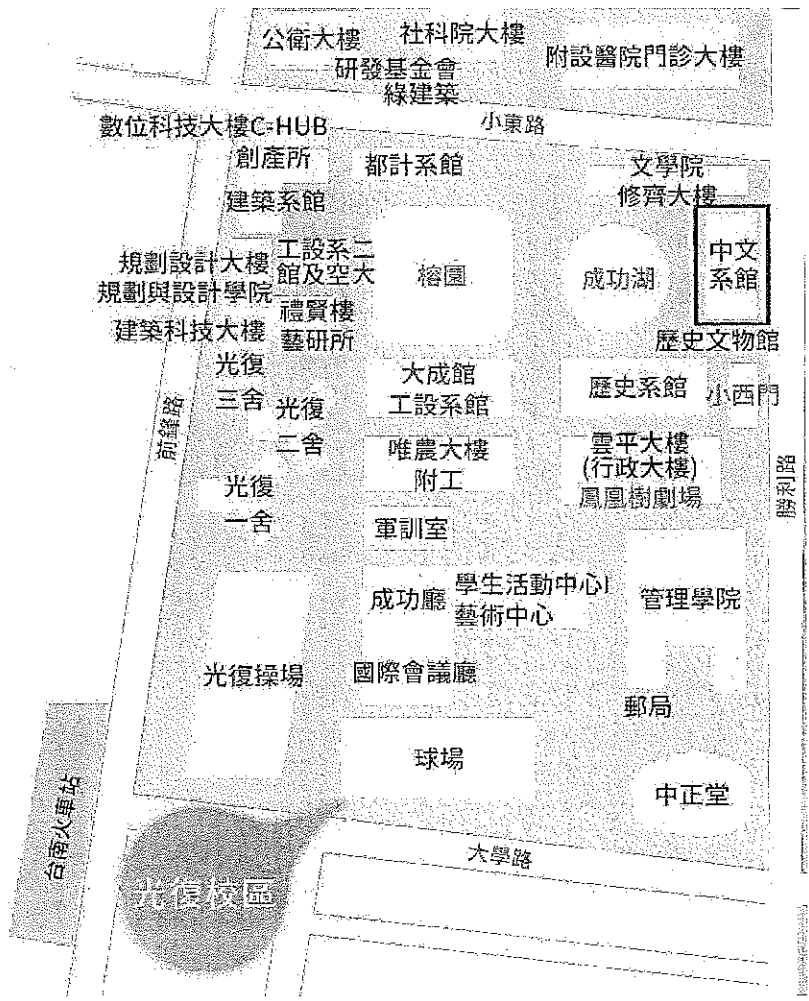 公衛大樓
社科院大樓
研發基金會
綠建築
附設醫院門診大樓
小東路
數位科技大樓C-HUB
創產所
都計系館
文學院
修齊大樓
建築系館
規劃設計大樓
規劃與設計學院
工設系二
館及空大
榕園
成功湖
中文
系館
禮賢樓
藝研所
建築科技大樓
歷史文物館
光復
三舍
大成館
工設系館
歷史系館
小西門
前鋒路
光復
二舍
唯農大樓
附工
雲平大樓
(行政大樓)
鳳凰樹劇場
勝利路
光復
一舍
軍訓室
成功廳
學生活動中心I
藝術中心
管理學院
光復操場
國際會議廳
郵局
球場
中正堂
台南火車站
大學路
光復校區